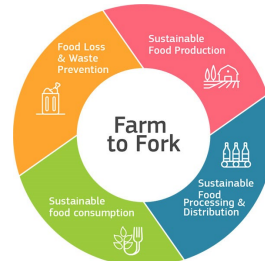 Food Loss
& Waste
Prevention
Sustainable
Food Production
Farm
to Fork
Sustainable
food consumption
Sustainable
Food
Processing &
Distribution